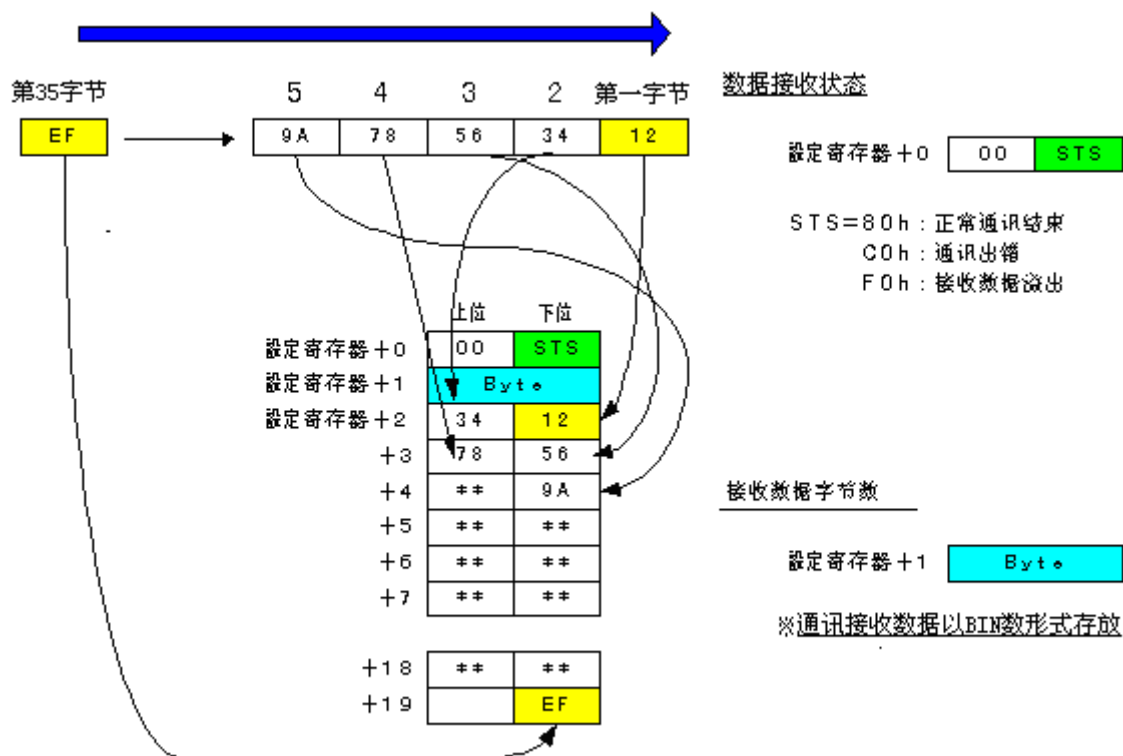 第35字节 5 4 3 2 第一字节
EF 9A 78 56 34 12
数据接收状态
設定寄存器+0 00 STS
STS=80h：正常通讯结束
C0h：通讯出错
F0h：接收数据溢出
上位 下位
設定寄存器+0 00 STS
設定寄存器+1 Byte
設定寄存器+2 34 12
+3 78 56
+4 ** 9A
+5 ** **
+6 ** **
+7 ** **
+18 ** **
+19 EF
接收数据字节数
設定寄存器+1 Byte
※通讯接收数据以BIN数形式存放